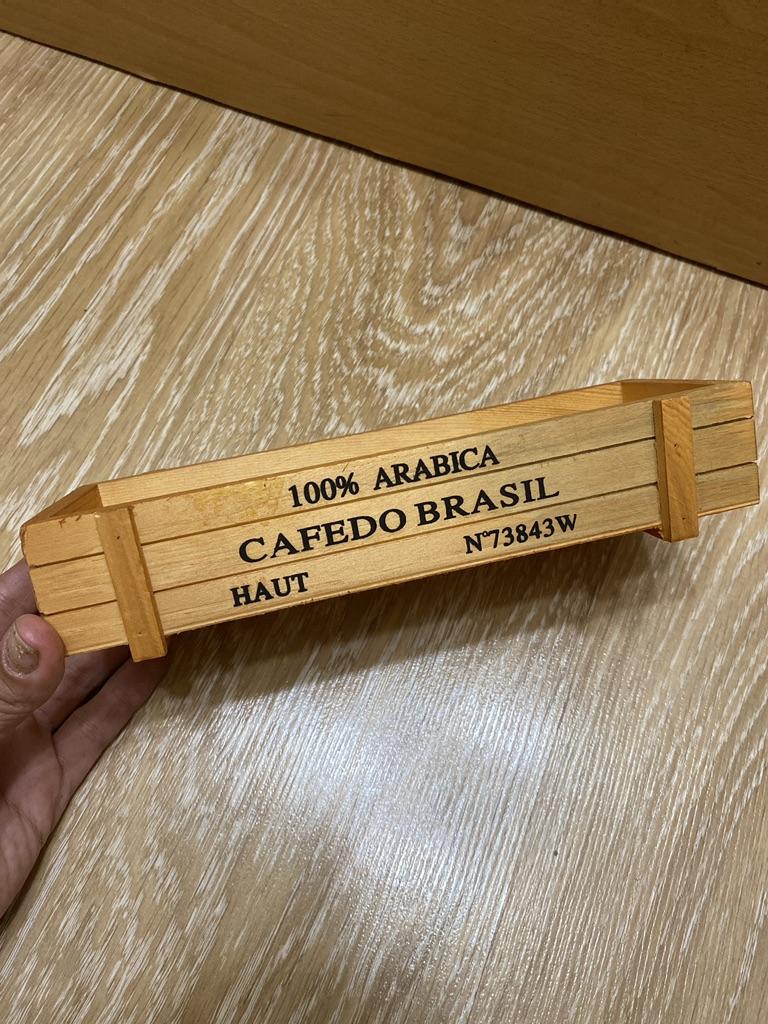 100% ARABICA
CAFEDO BRASIL
HAUT N°73843W